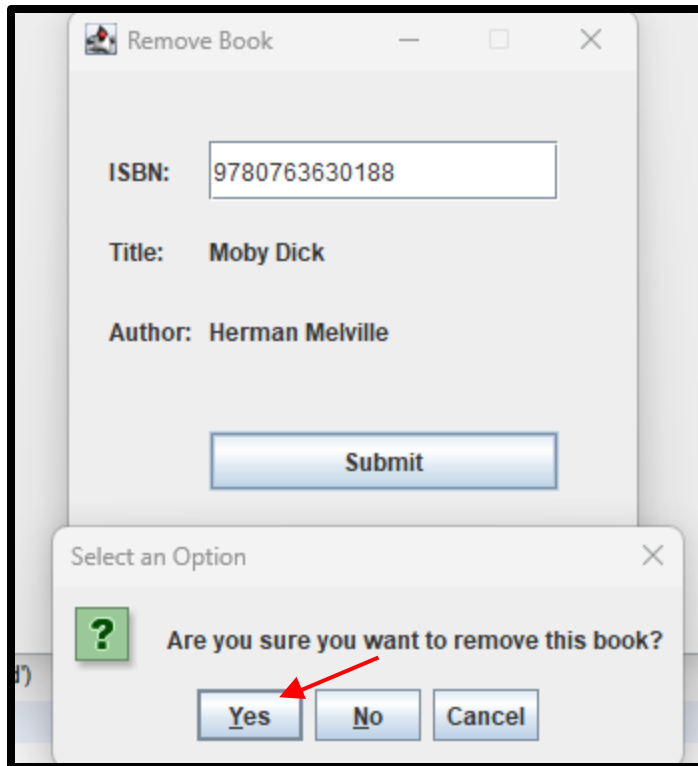 Remove Book
ISBN: 9780763630188
Title: Moby Dick
Author: Herman Melville
Submit
Select an Option
? Are you sure you want to remove this book?
Yes No Cancel